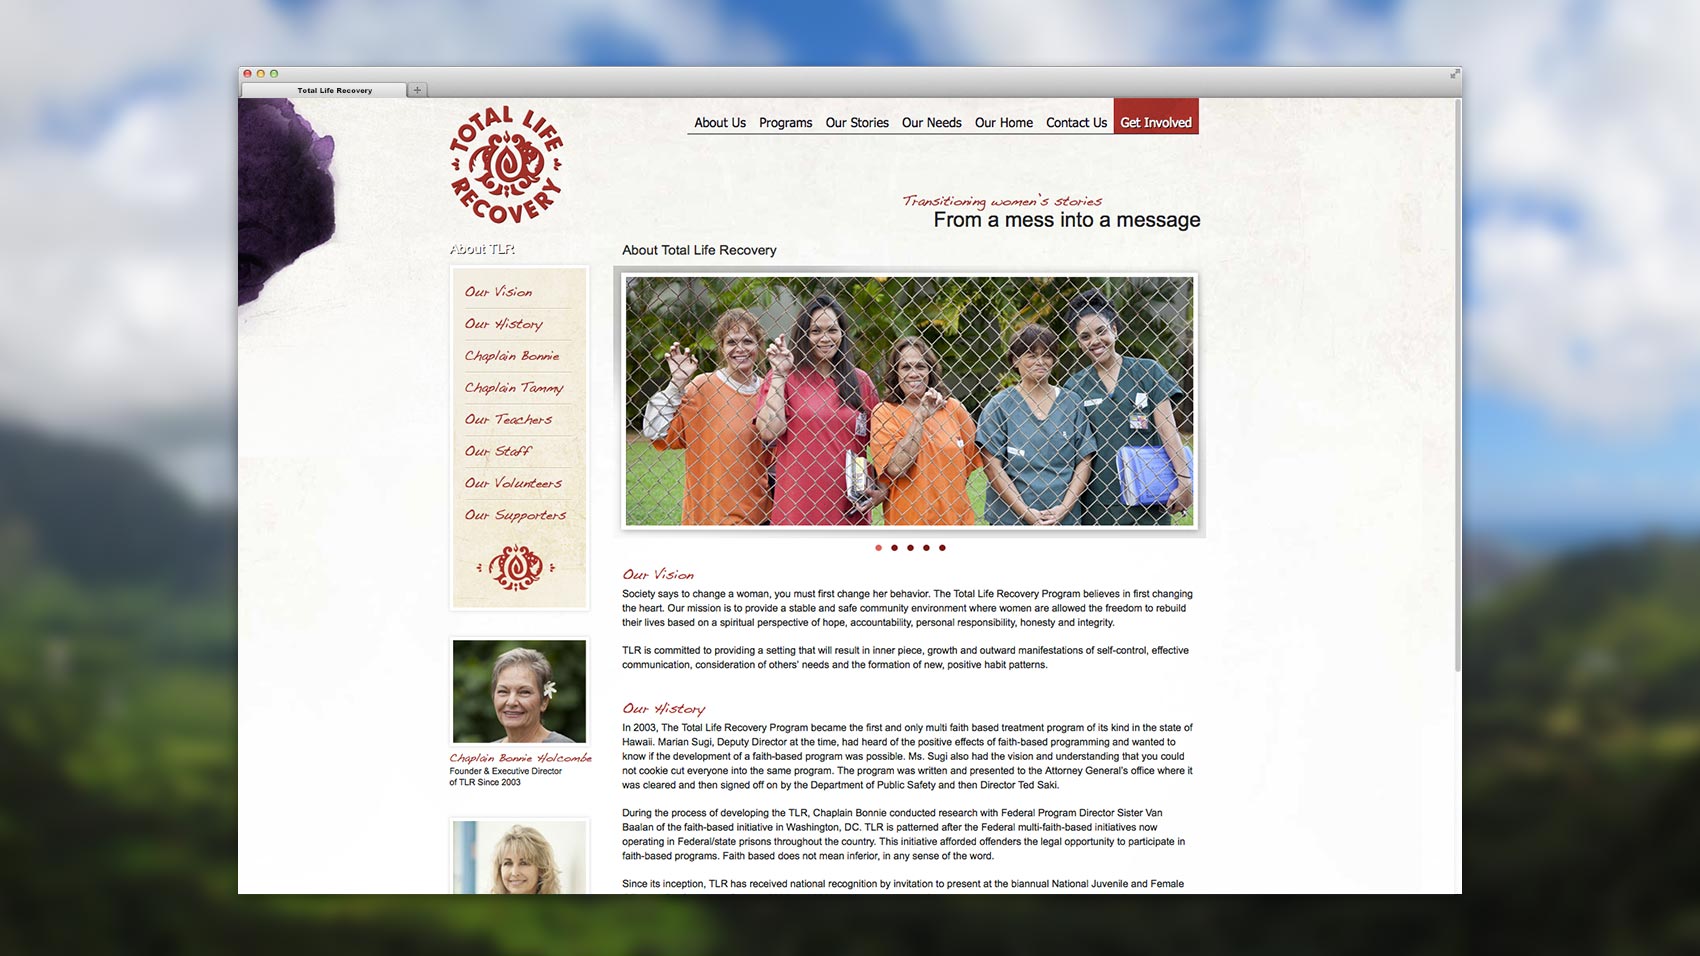 Total Life Recovery
TOTAL LIFE
RECOVERY
About Us Programs Our Stories Our Needs Our Home Contact Us Get Involved
Transitioning women's stories
From a mess into a message
About TLR
Our Vision
Our History
Chaplain Bonnie
Chaplain Tammy
Our Teachers
Our Staff
Our Volunteers
Our Supporters
Chaplain Bonnie Holcombe
Founder & Executive Director
of TLR Since 2003
About Total Life Recovery
Our Vision
Society says to change a woman, you must first change her behavior. The Total Life Recovery Program believes in first changing
the heart. Our mission is to provide a stable and safe community environment where women are allowed the freedom to rebuild
their lives based on a spiritual perspective of hope, accountability, personal responsibility, honesty and integrity.
TLR is committed to providing a setting that will result in inner piece, growth and outward manifestations of self-control, effective
communication, consideration of others' needs and the formation of new, positive habit patterns.
Our History
In 2003, The Total Life Recovery Program became the first and only multi faith based treatment program of its kind in the state of
Hawaii. Marian Sugi, Deputy Director at the time, had heard of the positive effects of faith-based programming and wanted to
know if the development of a faith-based program was possible. Ms. Sugi also had the vision and understanding that you could
not cookie cut everyone into the same program. The program was written and presented to the Attorney General's office where it
was cleared and then signed off on by the Department of Public Safety and then Director Ted Saki.
During the process of developing the TLR, Chaplain Bonnie conducted research with Federal Program Director Sister Van
Baalan of the faith-based initiative in Washington, DC. TLR is patterned after the Federal multi-faith-based initiatives now
operating in Federal/state prisons throughout the country. This initiative afforded offenders the legal opportunity to participate in
faith-based programs. Faith based does not mean inferior, in any sense of the word.
Since its inception, TLR has received national recognition by invitation to present at the biannual National Juvenile and Female